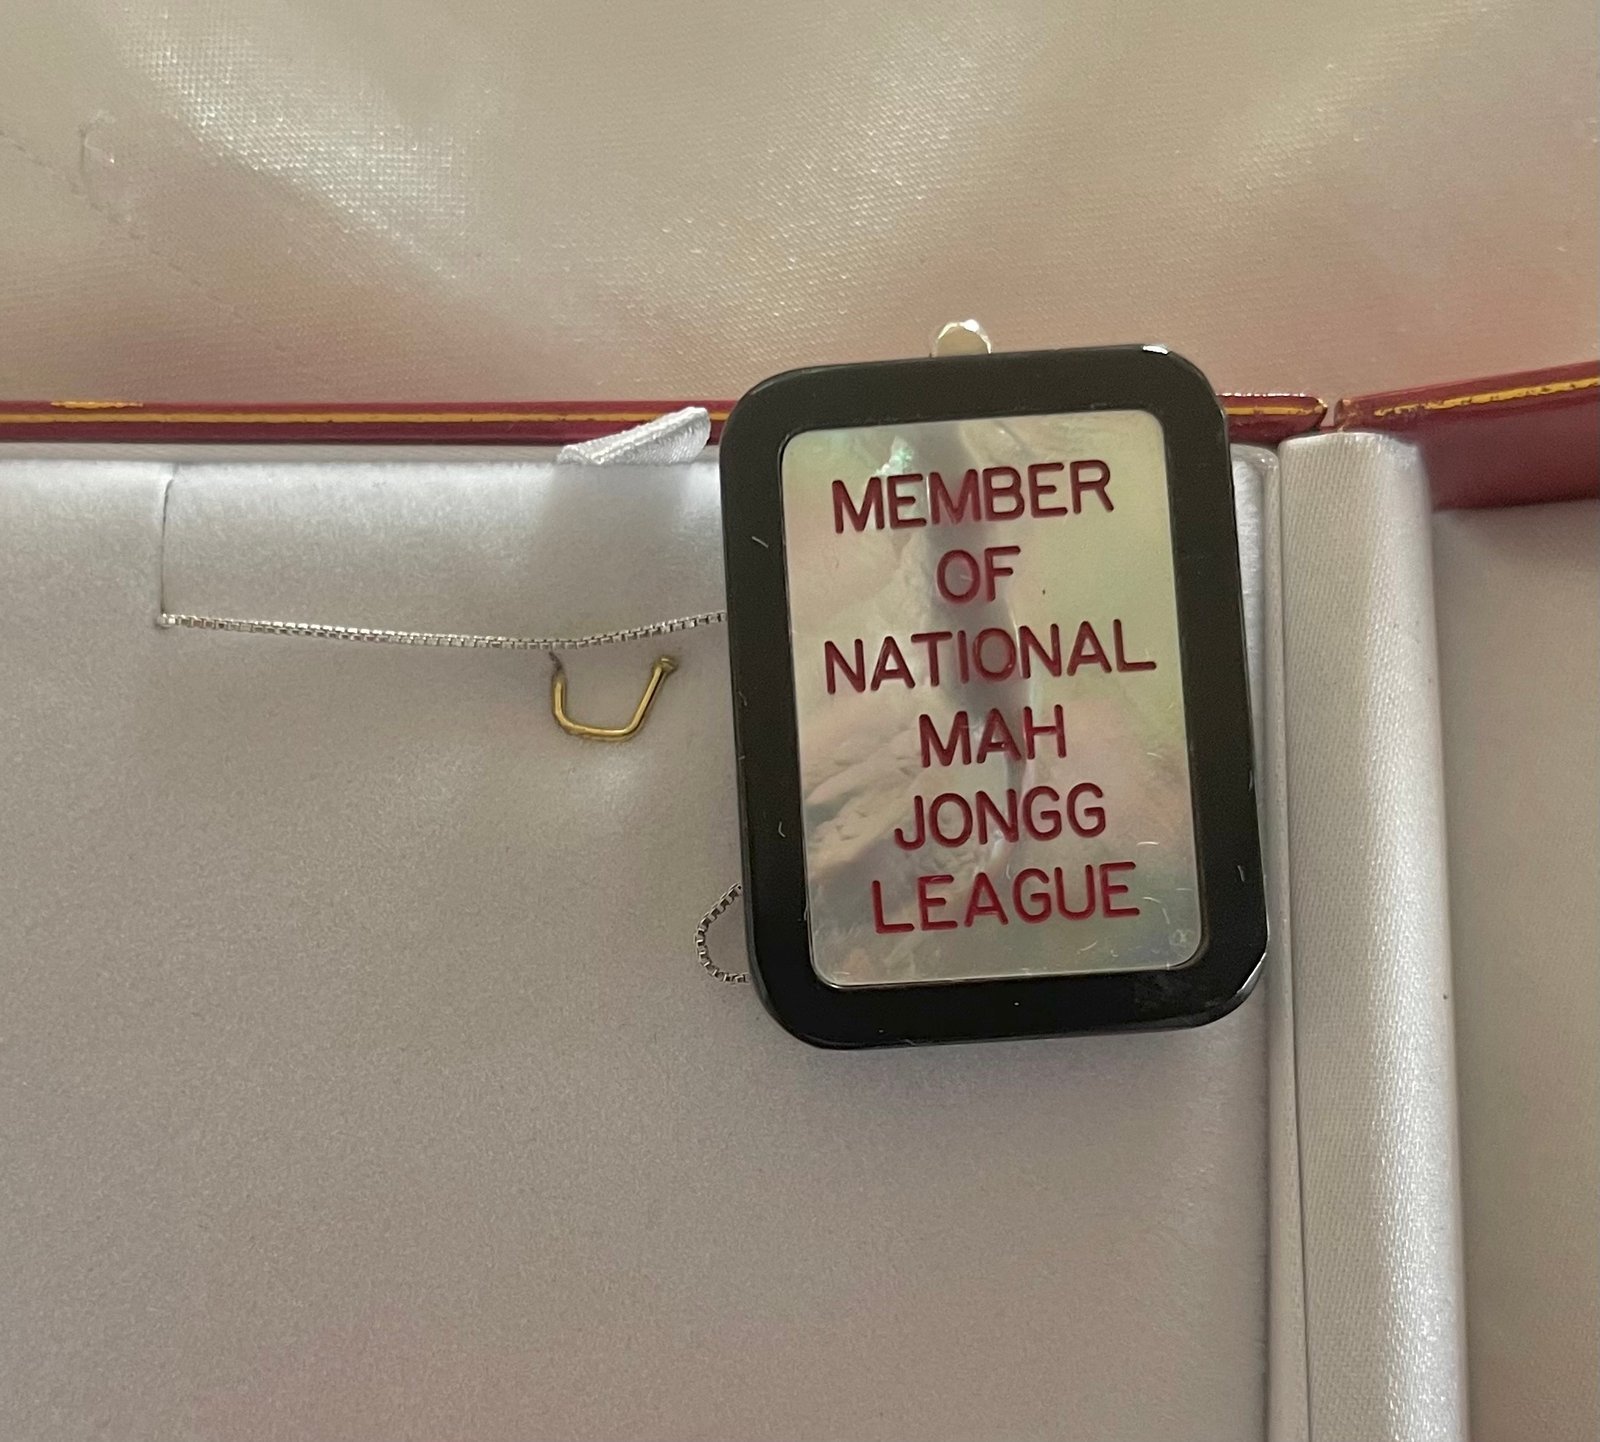 MEMBER
OF
NATIONAL
MAH
JONGG
LEAGUE